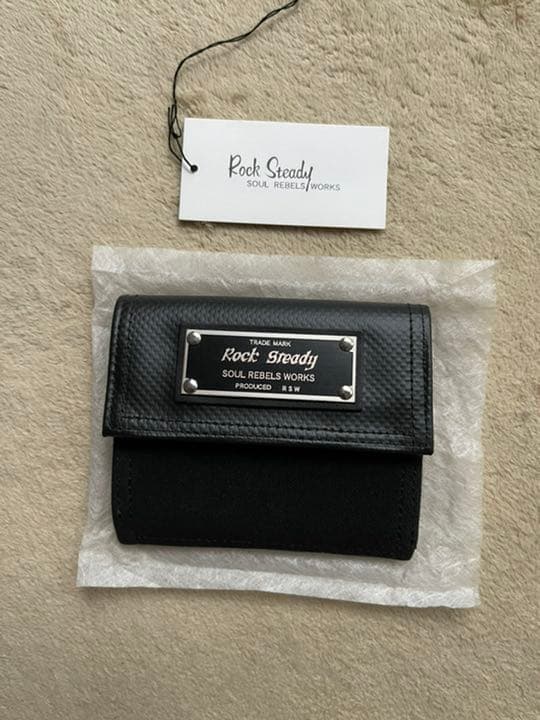 Rock Steady
SOUL REBELS WORKS
TRADE MARK
Rock Steady
SOUL REBELS WORKS
PRODUCED RSW